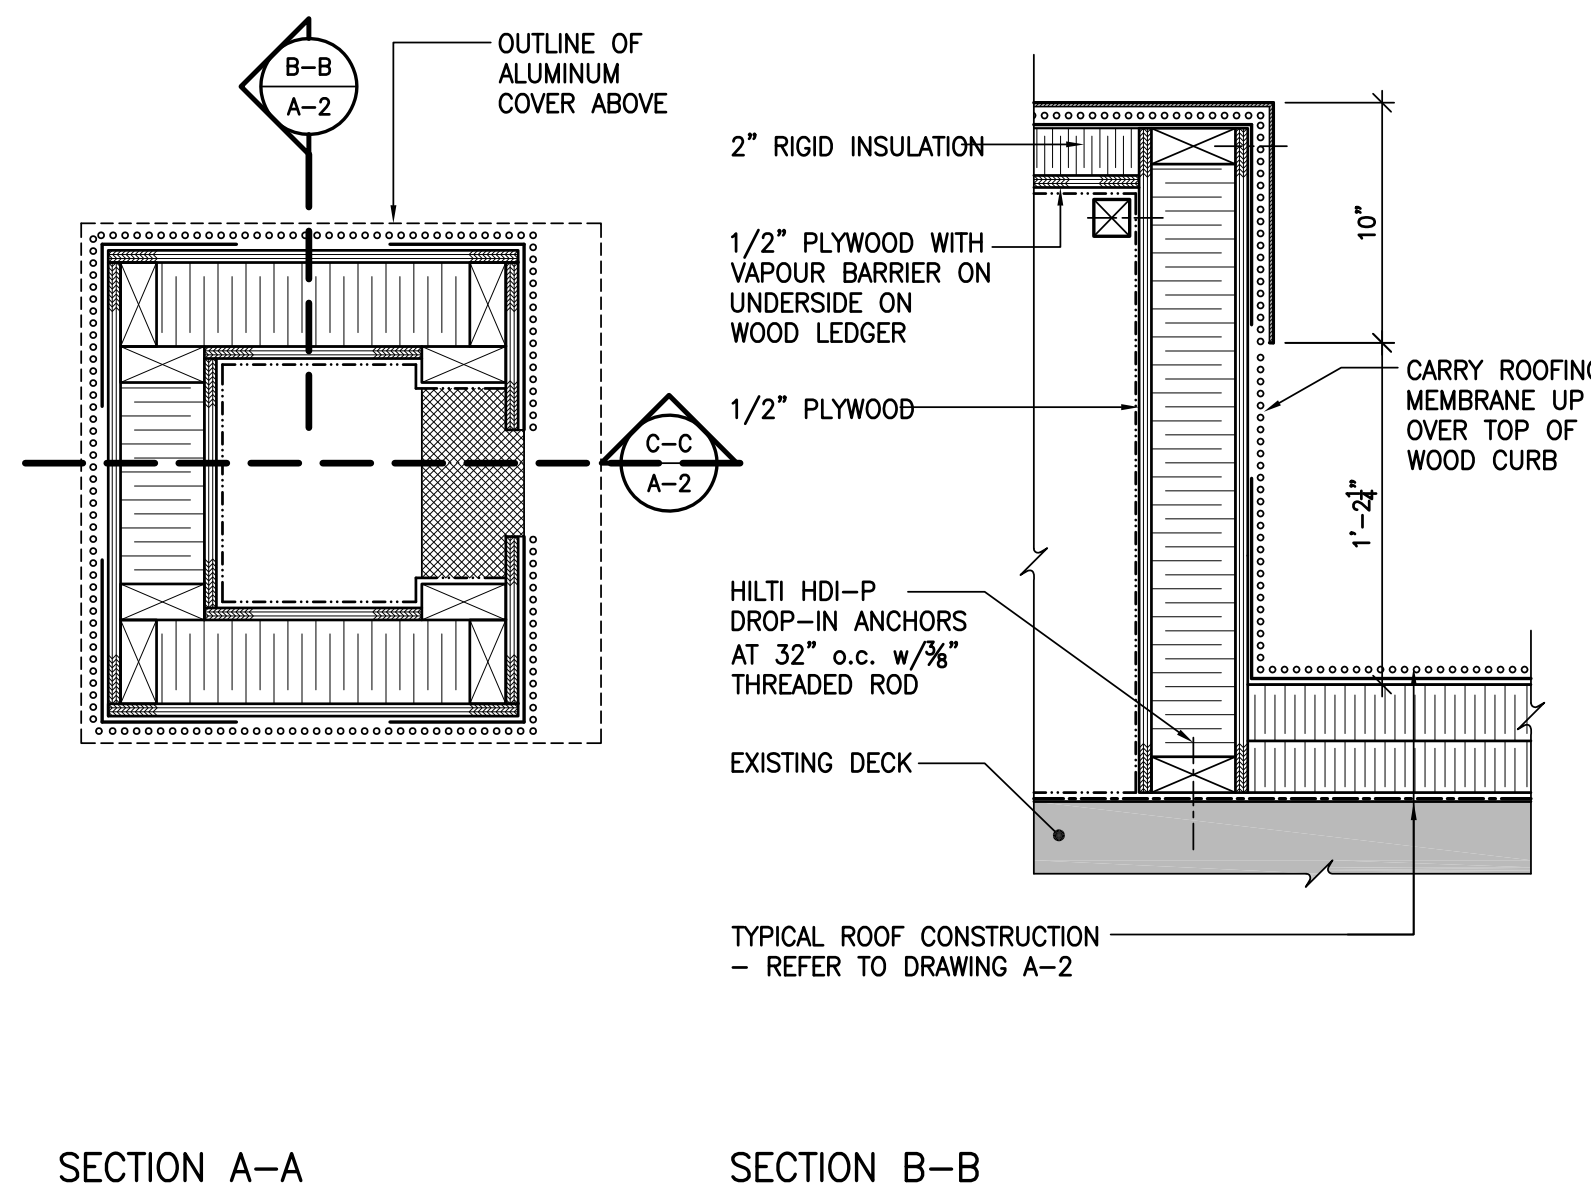 B-B
A-2
OUTLINE OF
ALUMINUM
COVER ABOVE
C-C
A-2
2" RIGID INSULATION
1/2" PLYWOOD WITH
VAPOUR BARRIER ON
UNDERSIDE ON
WOOD LEDGER
1/2" PLYWOOD
HILTI HDI-P
DROP-IN ANCHORS
AT 32" o.c. w/3/8"
THREADED ROD
EXISTING DECK
TYPICAL ROOF CONSTRUCTION
- REFER TO DRAWING A-2
10"
1'-2 1/4"
CARRY ROOFING
MEMBRANE UP
OVER TOP OF
WOOD CURB
SECTION A-A
SECTION B-B